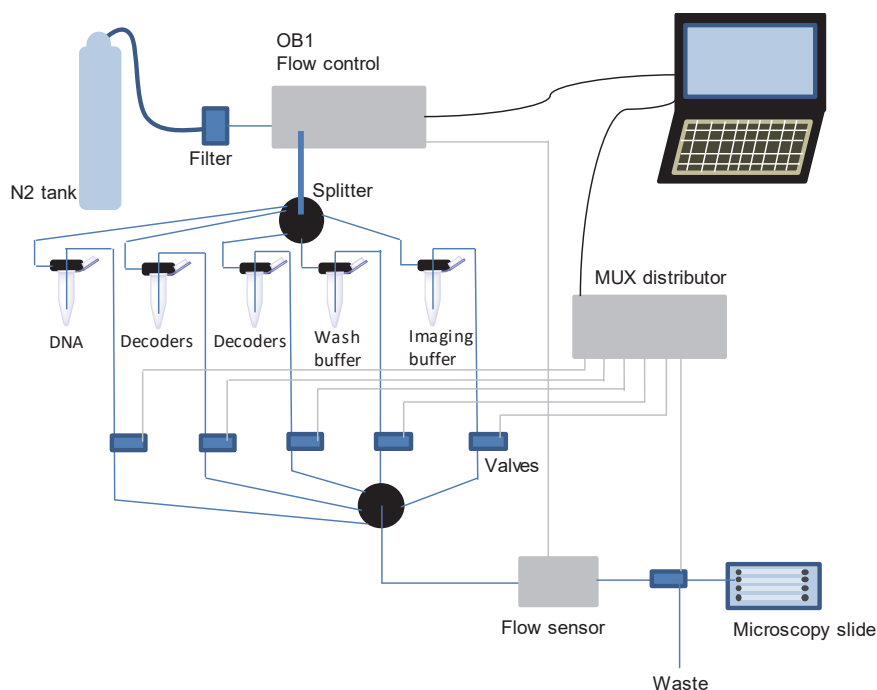 OB1
Flow control
Filter
N2 tank
Splitter
MUX distributor
DNA
Decoders
Decoders
Wash
buffer
Imaging
buffer
Valves
Flow sensor
Microscopy slide
Waste